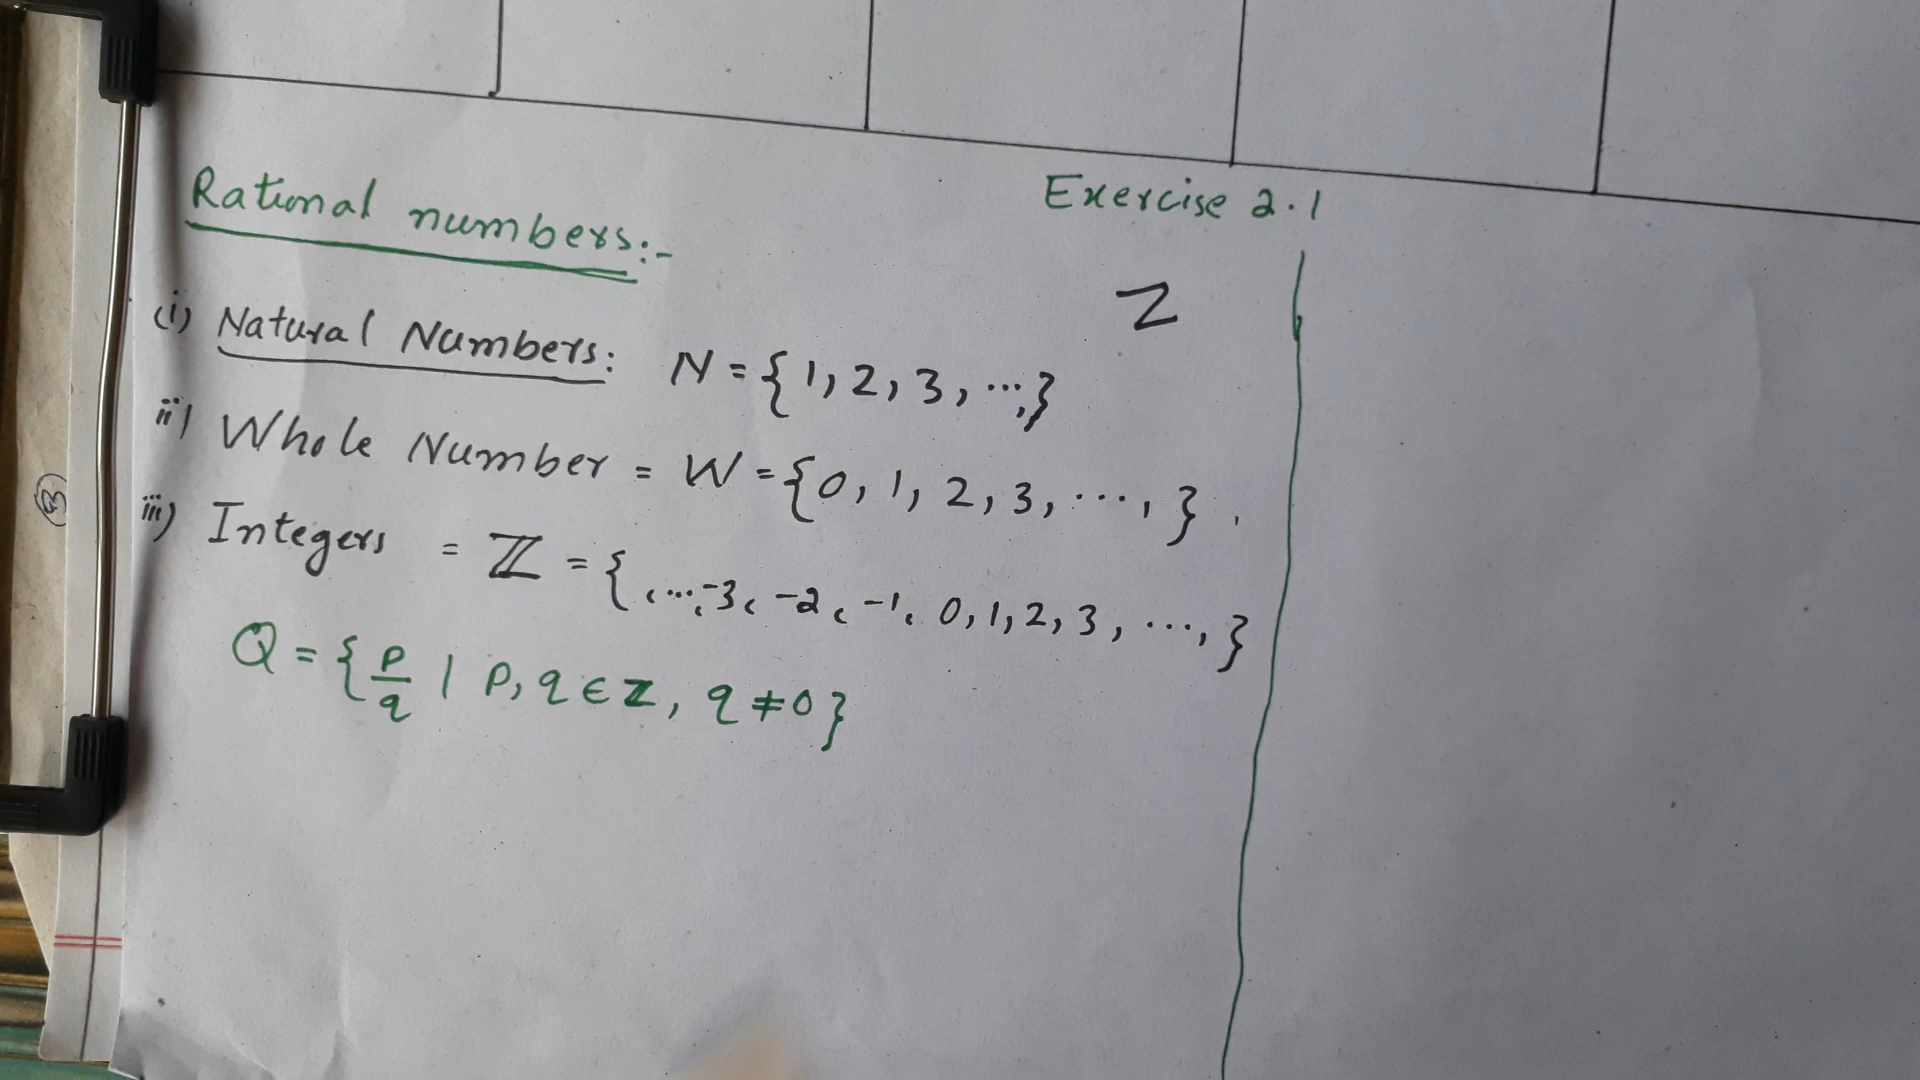 Rational numbers:-
Exercise 2.1
Z
(i) Natural Numbers: N = {1, 2, 3, ...,}
ii) Whole Number = W = {0, 1, 2, 3, ..., }.
iii) Integers = ℤ = {, ..., -3, -2, -1, 0, 1, 2, 3, ..., }
Q = {p/q | p, q ∈ ℤ, q ≠ 0}